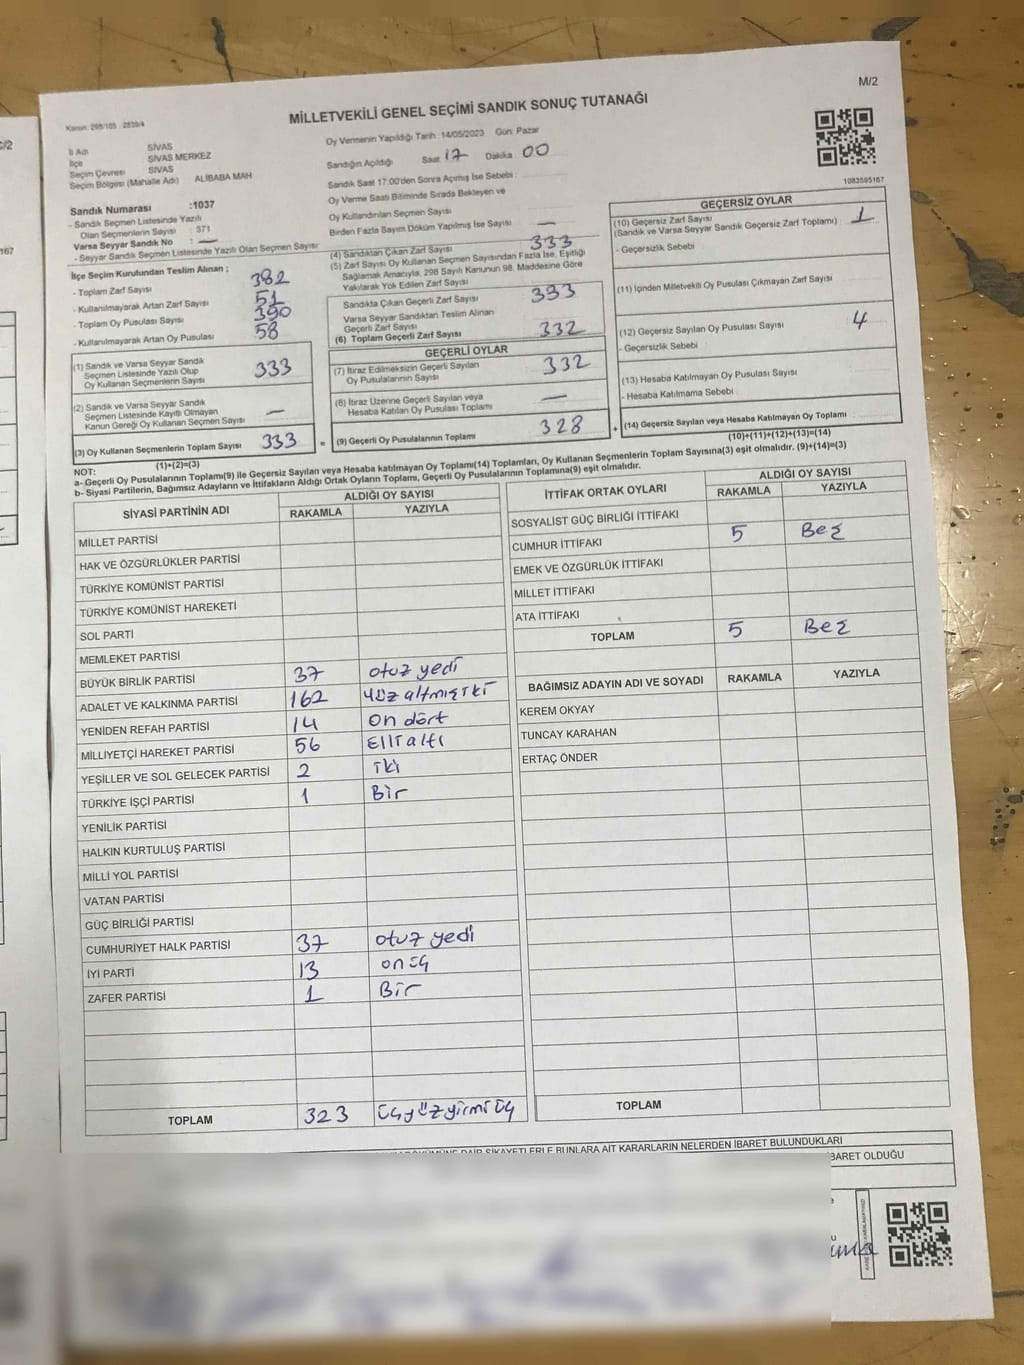 M/2
MİLLETVEKİLİ GENEL SEÇİMİ SANDIK SONUÇ TUTANAĞI
İl Adı SİVAS
İlçe SİVAS MERKEZ
Seçim Çevresi SİVAS
Seçim Bölgesi (Mahalle Adı) ALİBABA MAH
Sandık Numarası :1037
- Sandık Seçmen Listesinde Yazılı
Olan Seçmenlerin Sayısı : 371
Varsa Seyyar Sandık No : —
- Seyyar Sandık Seçmen Listesinde Yazılı Olan Seçmen Sayısı
Oy Vermenin Yapıldığı Tarih :14/05/2023 Gün: Pazar
Sandığın Açıldığı Saat 17 Dakika 00
Sandık Saat 17:00'den Sonra Açılmış İse Sebebi :
Oy Verme Saati Bitiminde Sırada Bekleyen ve
Oy Kullandırılan Seçmen Sayısı
Birden Fazla Sayım Döküm Yapılmış İse Sayısı —
1083595167
İlçe Seçim Kurulundan Teslim Alınan ;
- Toplam Zarf Sayısı 382
- Kullanılmayarak Artan Zarf Sayısı 51
- Toplam Oy Pusulası Sayısı 390
- Kullanılmayarak Artan Oy Pusulası 58
(1) Sandık ve Varsa Seyyar Sandık
Seçmen Listesinde Yazılı Olup
Oy Kullanan Seçmenlerin Sayısı 333
(2) Sandık ve Varsa Seyyar Sandık
Seçmen Listesinde Kayıtlı Olmayan
Kanun Gereği Oy Kullanan Seçmen Sayısı —
(3) Oy Kullanan Seçmenlerin Toplam Sayısı 333 =
(1)+(2)=(3)
(4) Sandıktan Çıkan Zarf Sayısı 333
(5) Zarf Sayısı Oy Kullanan Seçmen Sayısından Fazla İse, Eşitliği
Sağlamak Amacıyla, 298 Sayılı Kanunun 98. Maddesine Göre
Yakılarak Yok Edilen Zarf Sayısı
Sandıkta Çıkan Geçerli Zarf Sayısı 333
Varsa Seyyar Sandıktan Teslim Alınan
Geçerli Zarf Sayısı
(6) Toplam Geçerli Zarf Sayısı 332
GEÇERLİ OYLAR
(7) İtiraz Edilmeksizin Geçerli Sayılan
Oy Pusulalarının Sayısı 332
(8) İtiraz Üzerine Geçerli Sayılan veya
Hesaba Katılan Oy Pusulası Toplamı —
(9) Geçerli Oy Pusulalarının Toplamı 328 +
GEÇERSİZ OYLAR
(10) Geçersiz Zarf Sayısı
(Sandık ve Varsa Seyyar Sandık Geçersiz Zarf Toplamı) : 1
- Geçersizlik Sebebi
(11) İçinden Milletvekili Oy Pusulası Çıkmayan Zarf Sayısı
(12) Geçersiz Sayılan Oy Pusulası Sayısı : 4
- Geçersizlik Sebebi
(13) Hesaba Katılmayan Oy Pusulası Sayısı
- Hesaba Katılmama Sebebi
(14) Geçersiz Sayılan veya Hesaba Katılmayan Oy Toplamı
(10)+(11)+(12)+(13)=(14)
NOT:
a- Geçerli Oy Pusulalarının Toplamı(9) ile Geçersiz Sayılan veya Hesaba katılmayan Oy Toplamı(14) Toplamları, Oy Kullanan Seçmenlerin Toplam Sayısına(3) eşit olmalıdır. (9)+(14)=(3)
b- Siyasi Partilerin, Bağımsız Adayların ve İttifakların Aldığı Ortak Oyların Toplamı, Geçerli Oy Pusulalarının Toplamına(9) eşit olmalıdır.
SİYASİ PARTİNİN ADI ALDIĞI OY SAYISI
RAKAMLA YAZIYLA
MİLLET PARTİSİ
HAK VE ÖZGÜRLÜKLER PARTİSİ
TÜRKİYE KOMÜNİST PARTİSİ
TÜRKİYE KOMÜNİST HAREKETİ
SOL PARTİ
MEMLEKET PARTİSİ
BÜYÜK BİRLİK PARTİSİ 37 otuz yedi
ADALET VE KALKINMA PARTİSİ 162 yüz altmış iki
YENİDEN REFAH PARTİSİ 14 on dört
MİLLİYETÇİ HAREKET PARTİSİ 56 Elli altı
YEŞİLLER VE SOL GELECEK PARTİSİ 2 iki
TÜRKİYE İŞÇİ PARTİSİ 1 Bir
YENİLİK PARTİSİ
HALKIN KURTULUŞ PARTİSİ
MİLLİ YOL PARTİSİ
VATAN PARTİSİ
GÜÇ BİRLİĞİ PARTİSİ
CUMHURİYET HALK PARTİSİ 37 otuz yedi
İYİ PARTİ 13 on üç
ZAFER PARTİSİ 1 Bir
TOPLAM 323 üçyüz yirmi üç
İTTİFAK ORTAK OYLARI ALDIĞI OY SAYISI
RAKAMLA YAZIYLA
SOSYALİST GÜÇ BİRLİĞİ İTTİFAKI
CUMHUR İTTİFAKI 5 Beş
EMEK VE ÖZGÜRLÜK İTTİFAKI
MİLLET İTTİFAKI
ATA İTTİFAKI
TOPLAM 5 Beş
BAĞIMSIZ ADAYIN ADI VE SOYADI RAKAMLA YAZIYLA
KEREM OKYAY
TUNCAY KARAHAN
ERTAÇ ÖNDER
TOPLAM
DAİR ŞİKAYETLERLE BUNLARA AİT KARARLARIN NELERDEN İBARET BULUNDUKLARI
BARET OLDUĞU